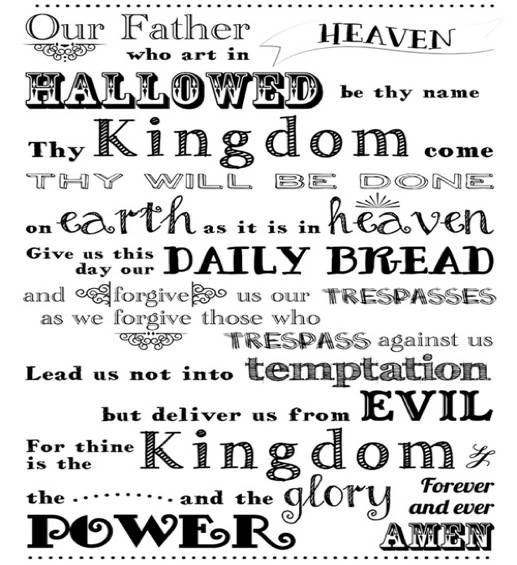 Our Father
who art in HEAVEN
HALLOWED be thy name
Thy Kingdom come
THY WILL BE DONE
on earth as it is in heaven
Give us this
day our DAILY BREAD
and forgive us our TRESPASSES
as we forgive those who
TRESPASS against us
Lead us not into temptation
but deliver us from EVIL
For thine
is the Kingdom
the POWER and the glory
Forever
and ever
AMEN